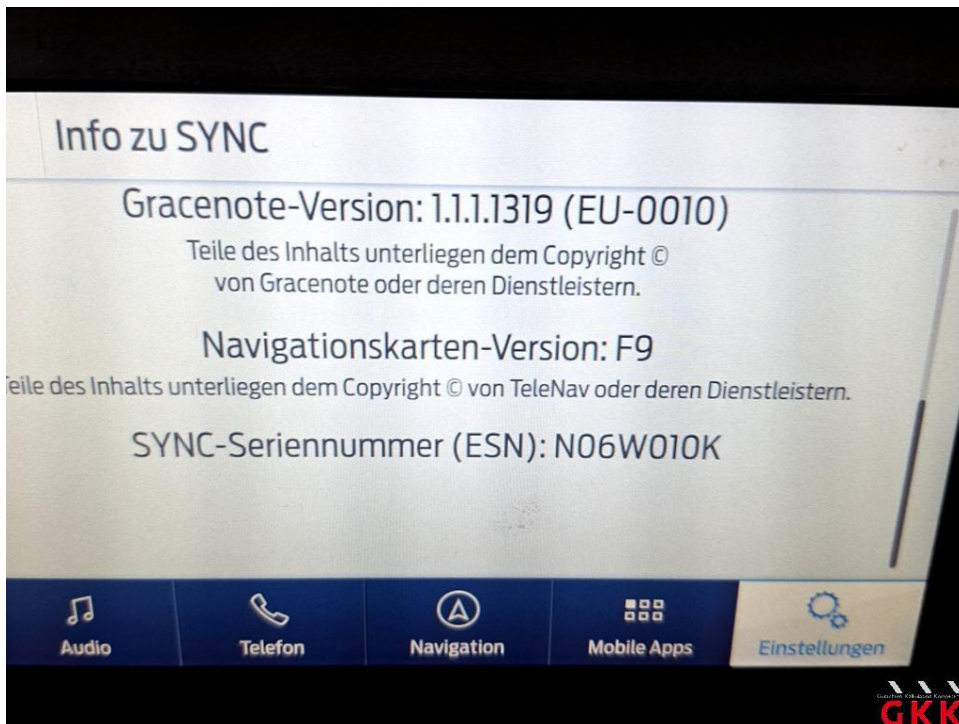 Info zu SYNC
Gracenote-Version: 1.1.1.1319 (EU-0010)
Teile des Inhalts unterliegen dem Copyright ©
von Gracenote oder deren Dienstleistern.
Navigationskarten-Version: F9
eile des Inhalts unterliegen dem Copyright © von TeleNav oder deren Dienstleistern.
SYNC-Seriennummer (ESN): N06W010K
Audio
Telefon
Navigation
Mobile Apps
Einstellungen
GKK